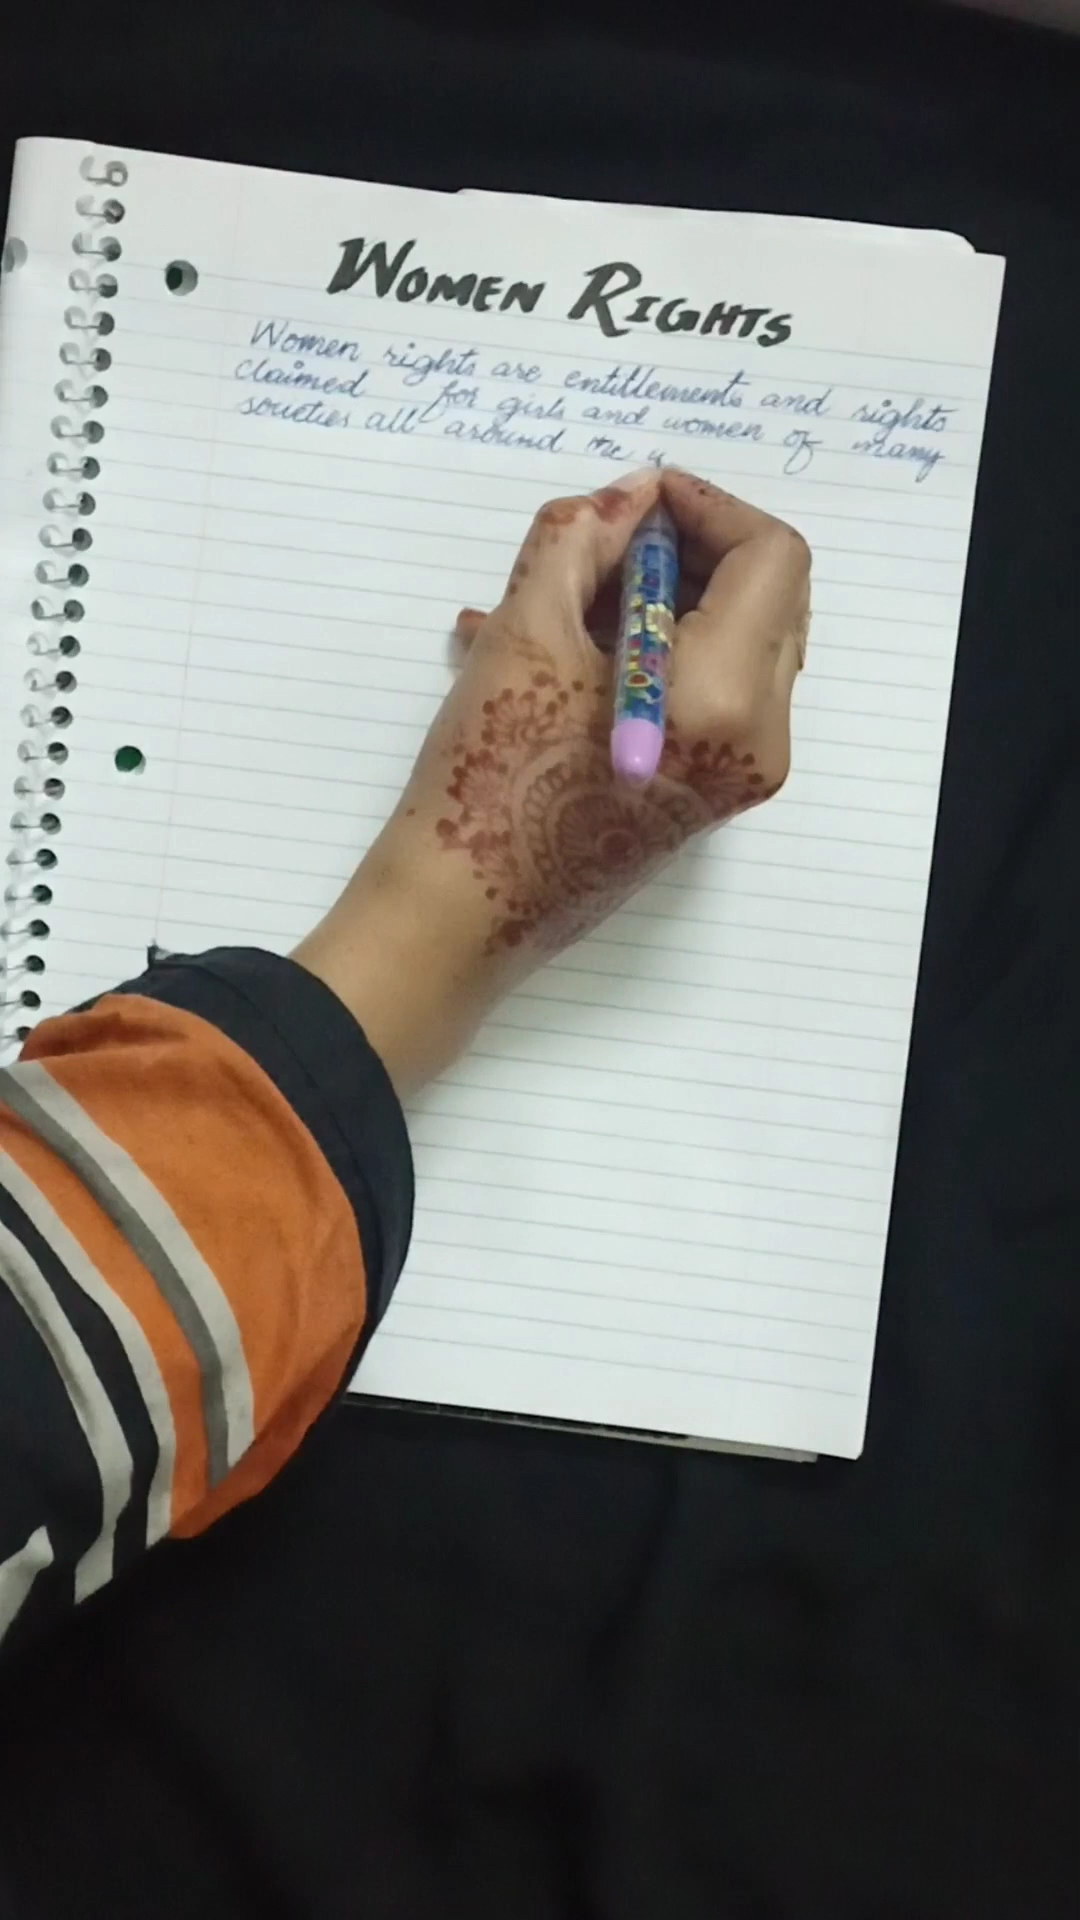 WOMEN RIGHTS
Women rights are entitlements and rights
claimed for girls and women of many
societies all around the